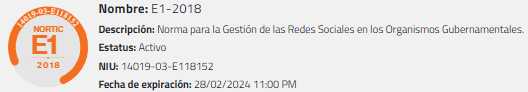 14019-03-E118152
NORTIC
E1
2018
Nombre: E1-2018
Descripción: Norma para la Gestión de las Redes Sociales en los Organismos Gubernamentales.
Estatus: Activo
NIU: 14019-03-E118152
Fecha de expiración: 28/02/2024 11:00 PM